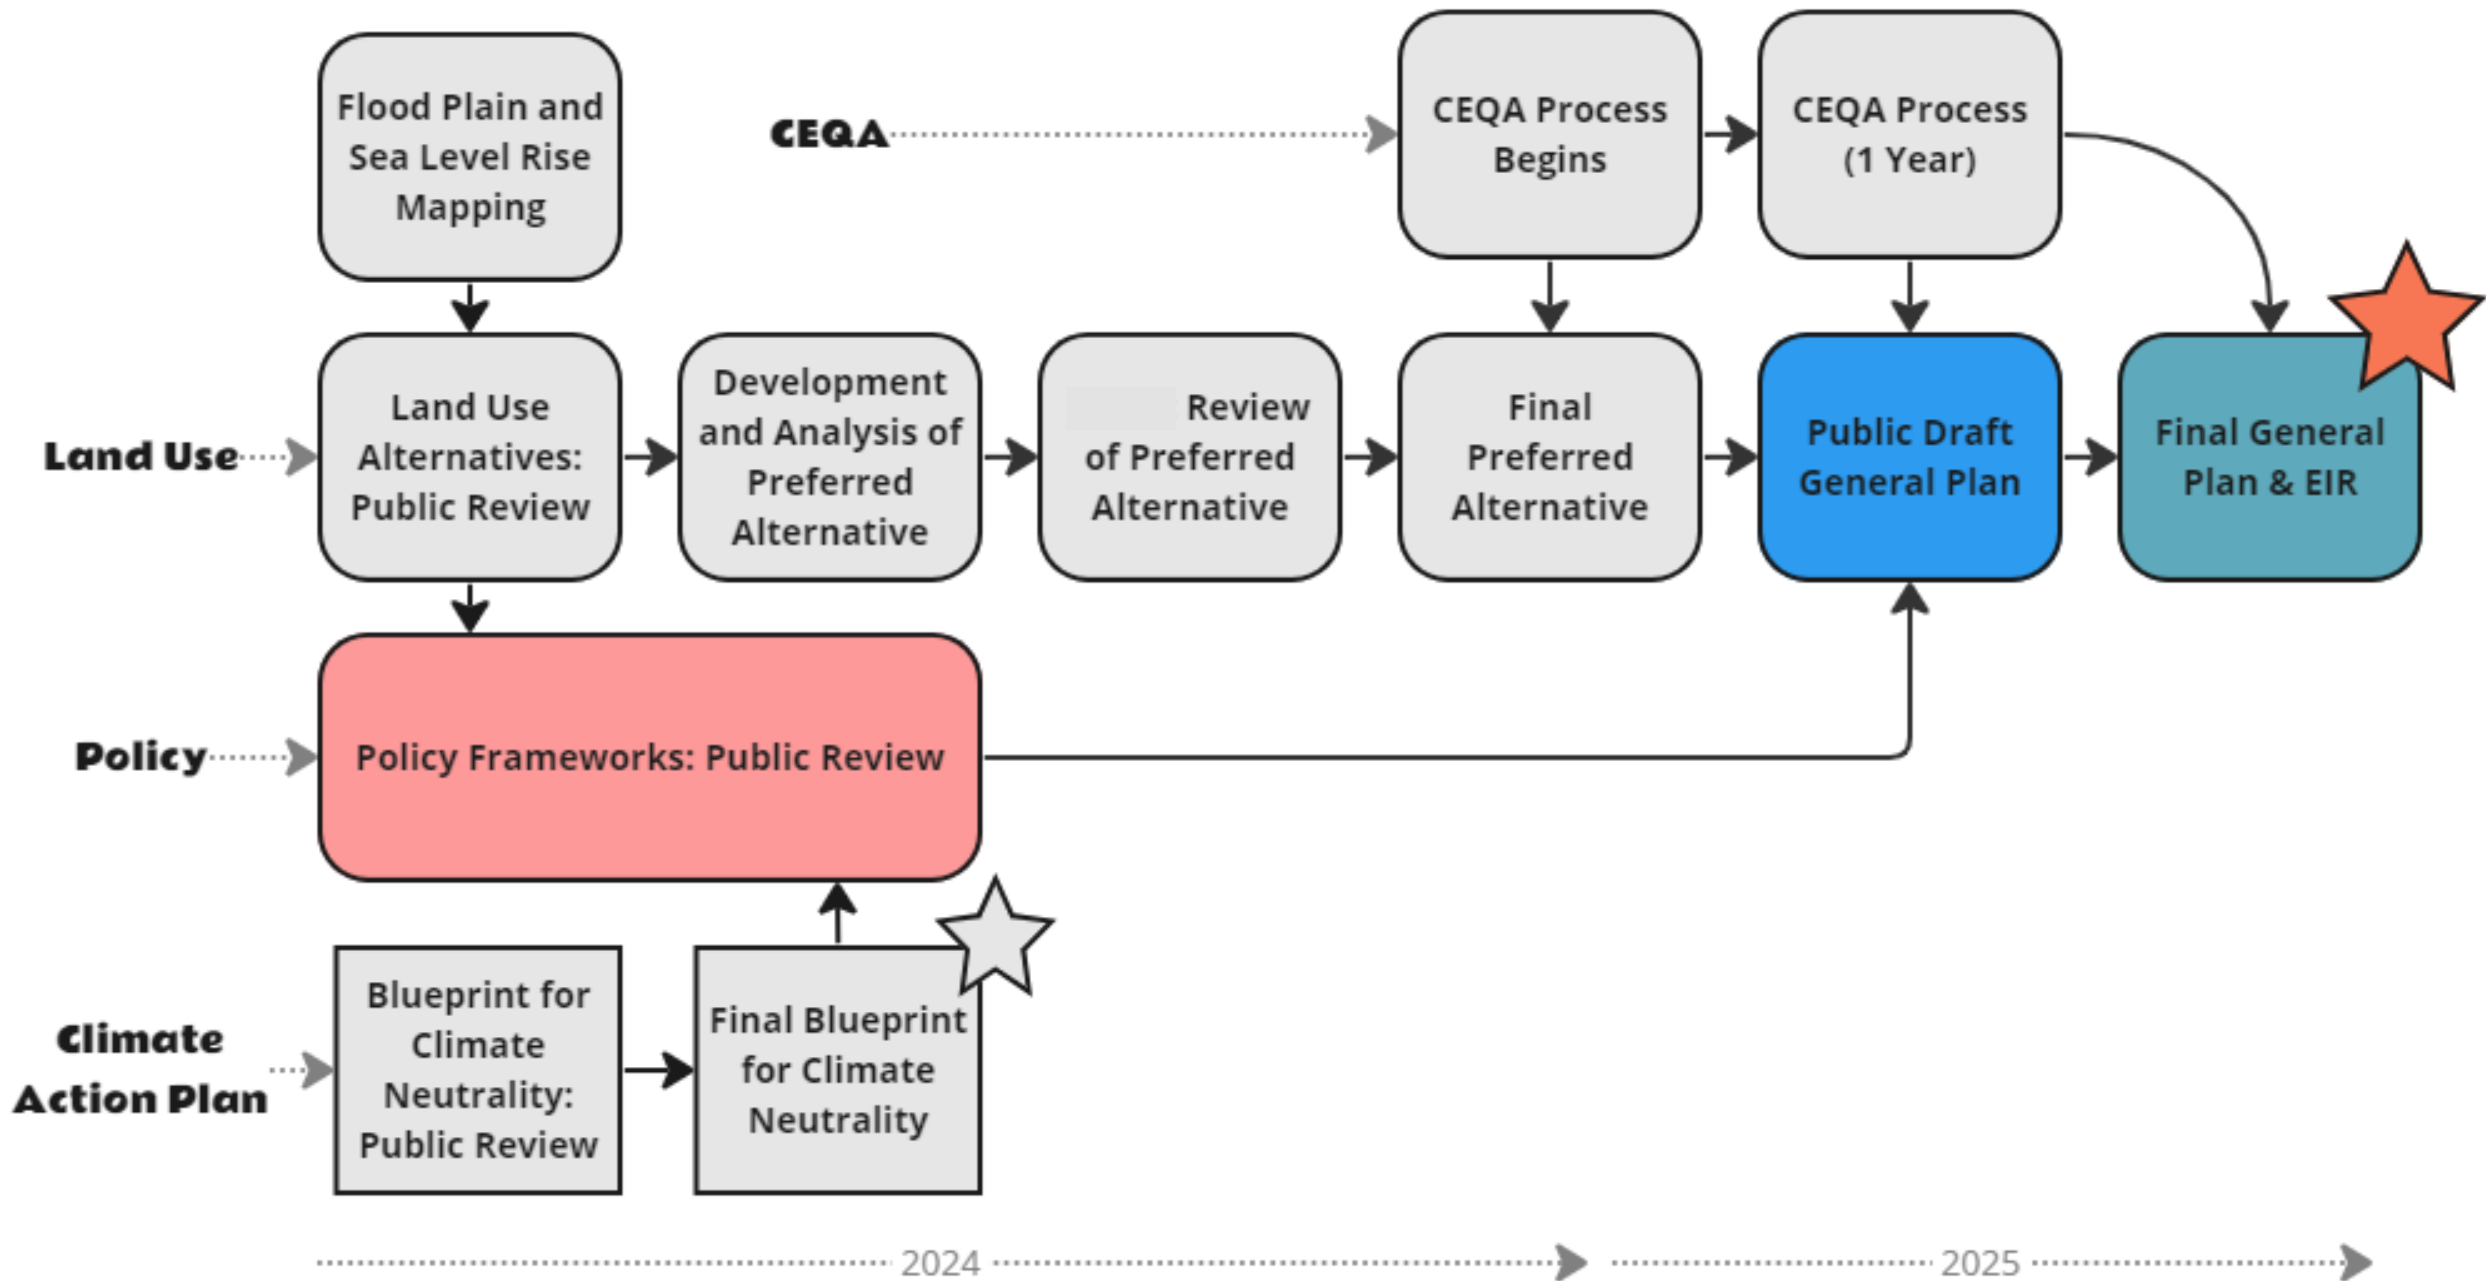 Flood Plain and
Sea Level Rise
Mapping
CEQA
CEQA Process
Begins
CEQA Process
(1 Year)
Land Use
Land Use
Alternatives:
Public Review
Development
and Analysis of
Preferred
Alternative
Review
of Preferred
Alternative
Final
Preferred
Alternative
Public Draft
General Plan
Final General
Plan & EIR
Policy
Policy Frameworks: Public Review
Climate
Action Plan
Blueprint for
Climate
Neutrality:
Public Review
Final Blueprint
for Climate
Neutrality
2024
2025